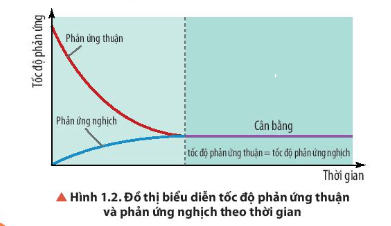 Tốc độ phản ứng
Phản ứng thuận
Phản ứng nghịch
Cân bằng
tốc độ phản ứng thuận = tốc độ phản ứng nghịch
Thời gian
▲ Hình 1.2. Đồ thị biểu diễn tốc độ phản ứng thuận
và phản ứng nghịch theo thời gian